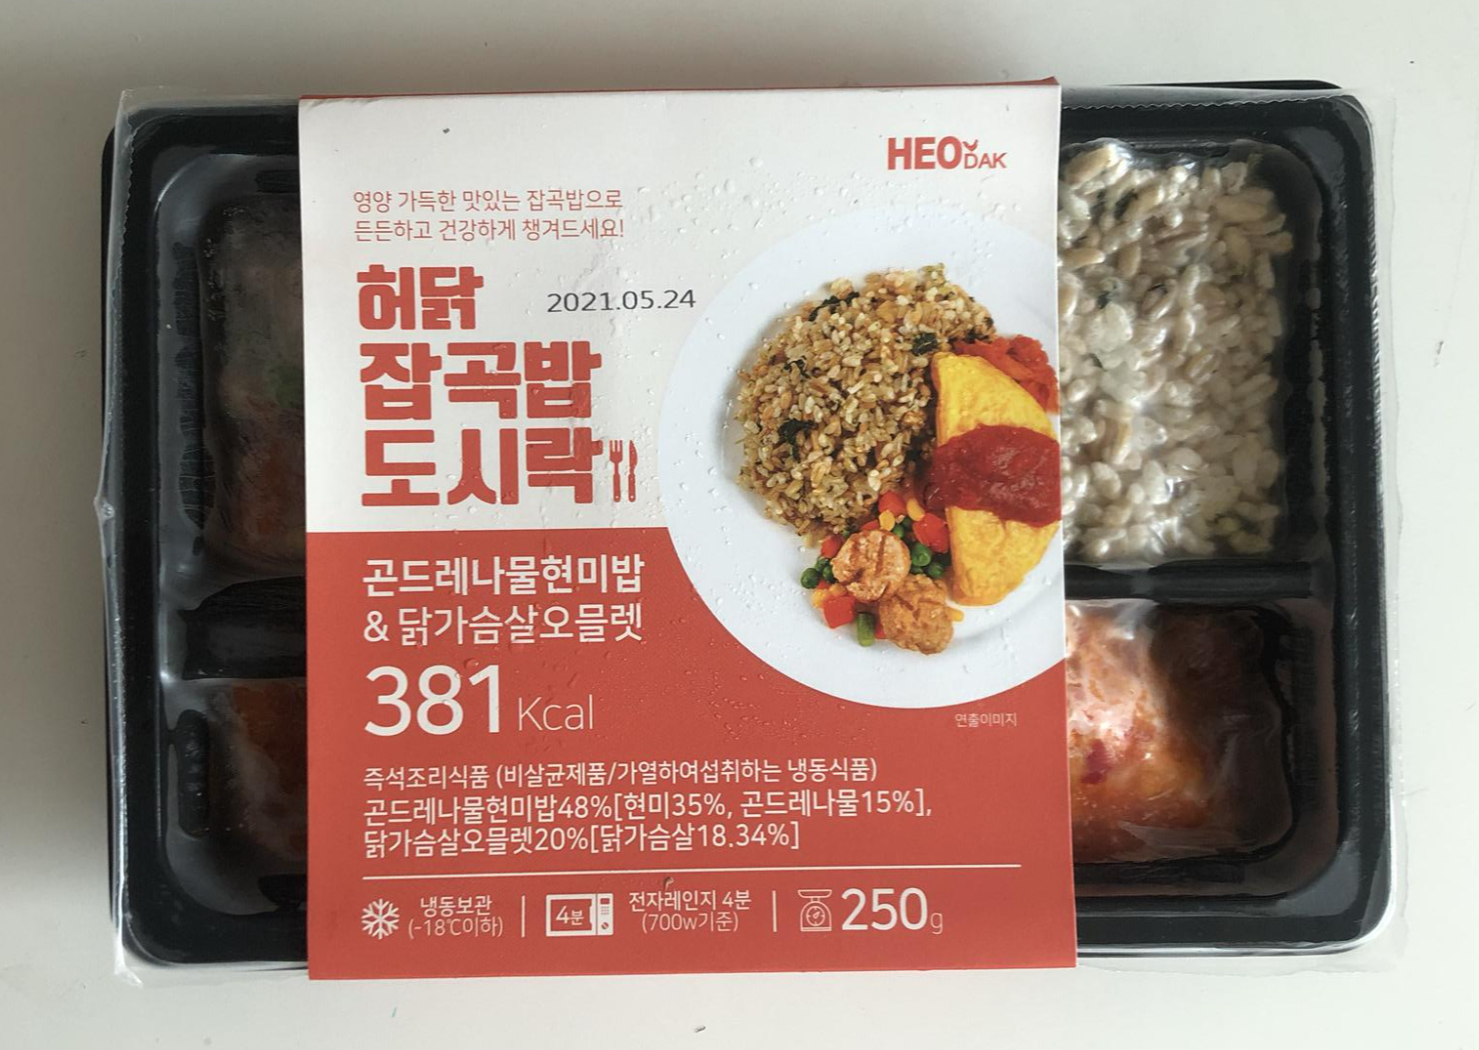 HEODAK
영양 가득한 맛있는 잡곡밥으로
든든하고 건강하게 챙겨드세요!
허닭
2021.05.24
잡곡밥
도시락
곤드레나물현미밥
& 닭가슴살오믈렛
381 Kcal
연출이미지
즉석조리식품 (비살균제품/가열하여섭취하는 냉동식품)
곤드레나물현미밥48%[현미35%, 곤드레나물15%],
닭가슴살오믈렛20%[닭가슴살18.34%]
냉동보관
(-18℃이하)
4분
전자레인지 4분
(700w기준)
250g